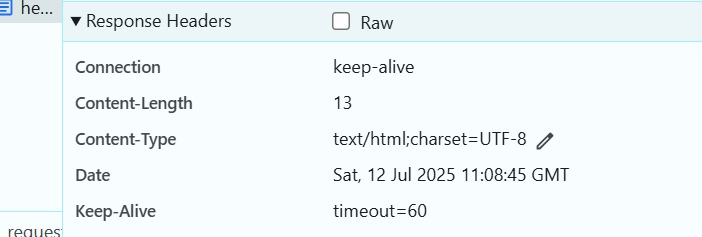 he...
Response Headers Raw
Connection keep-alive
Content-Length 13
Content-Type text/html;charset=UTF-8
Date Sat, 12 Jul 2025 11:08:45 GMT
Keep-Alive timeout=60